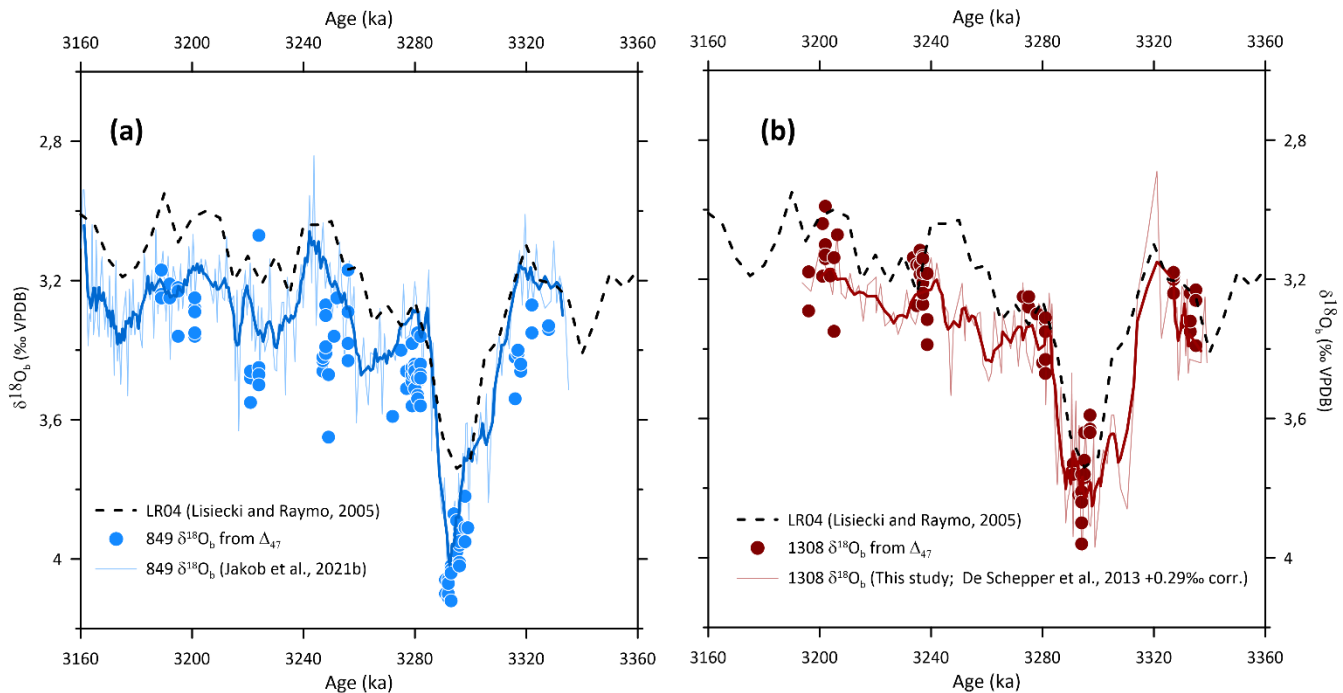 Age (ka)
3160 3200 3240 3280 3320 3360
(a)
2,8
3,2
3,6
4
δ18Ob (‰ VPDB)
LR04 (Lisiecki and Raymo, 2005)
849 δ18Ob from Δ47
849 δ18Ob (Jakob et al., 2021b)
3160 3200 3240 3280 3320 3360
Age (ka)
Age (ka)
3160 3200 3240 3280 3320 3360
(b)
2,8
3,2
3,6
4
δ18Ob (‰ VPDB)
LR04 (Lisiecki and Raymo, 2005)
1308 δ18Ob from Δ47
1308 δ18Ob (This study; De Schepper et al., 2013 +0.29‰ corr.)
3160 3200 3240 3280 3320 3360
Age (ka)